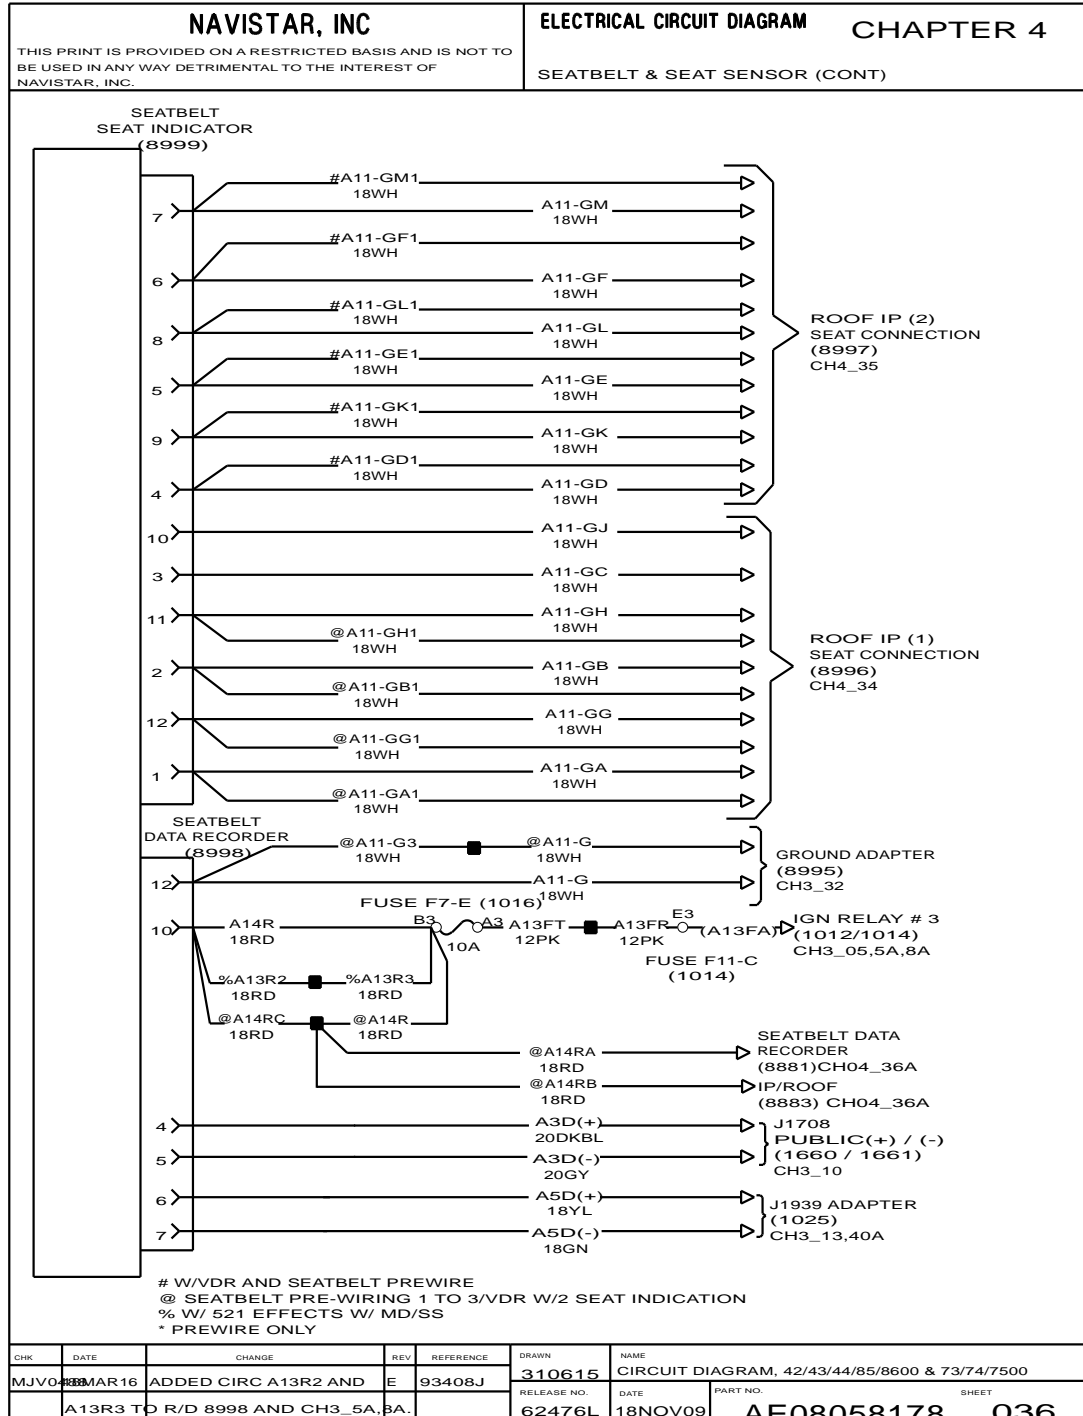 NAVISTAR, INC
THIS PRINT IS PROVIDED ON A RESTRICTED BASIS AND IS NOT TO
BE USED IN ANY WAY DETRIMENTAL TO THE INTEREST OF
NAVISTAR, INC.
ELECTRICAL CIRCUIT DIAGRAM
CHAPTER 4
SEATBELT & SEAT SENSOR (CONT)
SEATBELT
SEAT INDICATOR
(8999)
#A11-GM1
18WH
7
A11-GM
18WH
#A11-GF1
18WH
6
A11-GF
18WH
#A11-GL1
18WH
8
A11-GL
18WH
#A11-GE1
18WH
5
A11-GE
18WH
#A11-GK1
18WH
9
A11-GK
18WH
#A11-GD1
18WH
4
A11-GD
18WH
ROOF IP (2)
SEAT CONNECTION
(8997)
CH4_35
10
A11-GJ
18WH
3
A11-GC
18WH
11
A11-GH
18WH
@A11-GH1
18WH
2
A11-GB
18WH
@A11-GB1
18WH
12
A11-GG
18WH
@A11-GG1
18WH
1
A11-GA
18WH
@A11-GA1
18WH
ROOF IP (1)
SEAT CONNECTION
(8996)
CH4_34
SEATBELT
DATA RECORDER
(8998)
@A11-G3
18WH
@A11-G
18WH
12
A11-G
18WH
GROUND ADAPTER
(8995)
CH3_32
FUSE F7-E (1016)
10
A14R
18RD
B3
A3
10A
A13FT
12PK
A13FR
12PK
E3
(A13FA)
FUSE F11-C
(1014)
IGN RELAY # 3
(1012/1014)
CH3_05,5A,8A
%A13R2
18RD
%A13R3
18RD
@A14RC
18RD
@A14R
18RD
@A14RA
18RD
SEATBELT DATA
RECORDER
(8881)CH04_36A
@A14RB
18RD
IP/ROOF
(8883) CH04_36A
4
A3D(+)
20DKBL
5
A3D(-)
20GY
J1708
PUBLIC(+) / (-)
(1660 / 1661)
CH3_10
6
A5D(+)
18YL
7
A5D(-)
18GN
J1939 ADAPTER
(1025)
CH3_13,40A
# W/VDR AND SEATBELT PREWIRE
@ SEATBELT PRE-WIRING 1 TO 3/VDR W/2 SEAT INDICATION
% W/ 521 EFFECTS W/ MD/SS
* PREWIRE ONLY
CHK DATE CHANGE REV REFERENCE
ADDED CIRC A13R2 AND E 93408J
A13R3 TO R/D 8998 AND CH3_5A,8A.
DRAWN
310615
NAME
CIRCUIT DIAGRAM, 42/43/44/85/8600 & 73/74/7500
RELEASE NO.
62476L
DATE
18NOV09
PART NO.
AE08058178
SHEET
036